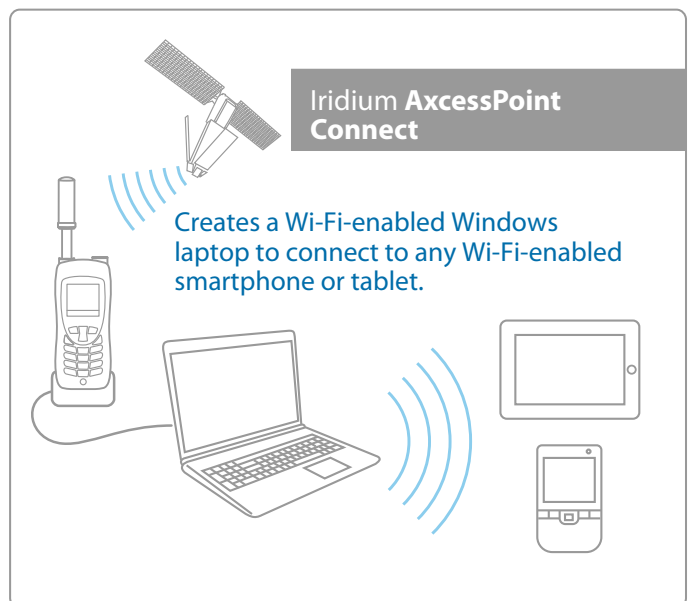 Iridium AxcessPoint
Connect
Creates a Wi-Fi-enabled Windows
laptop to connect to any Wi-Fi-enabled
smartphone or tablet.